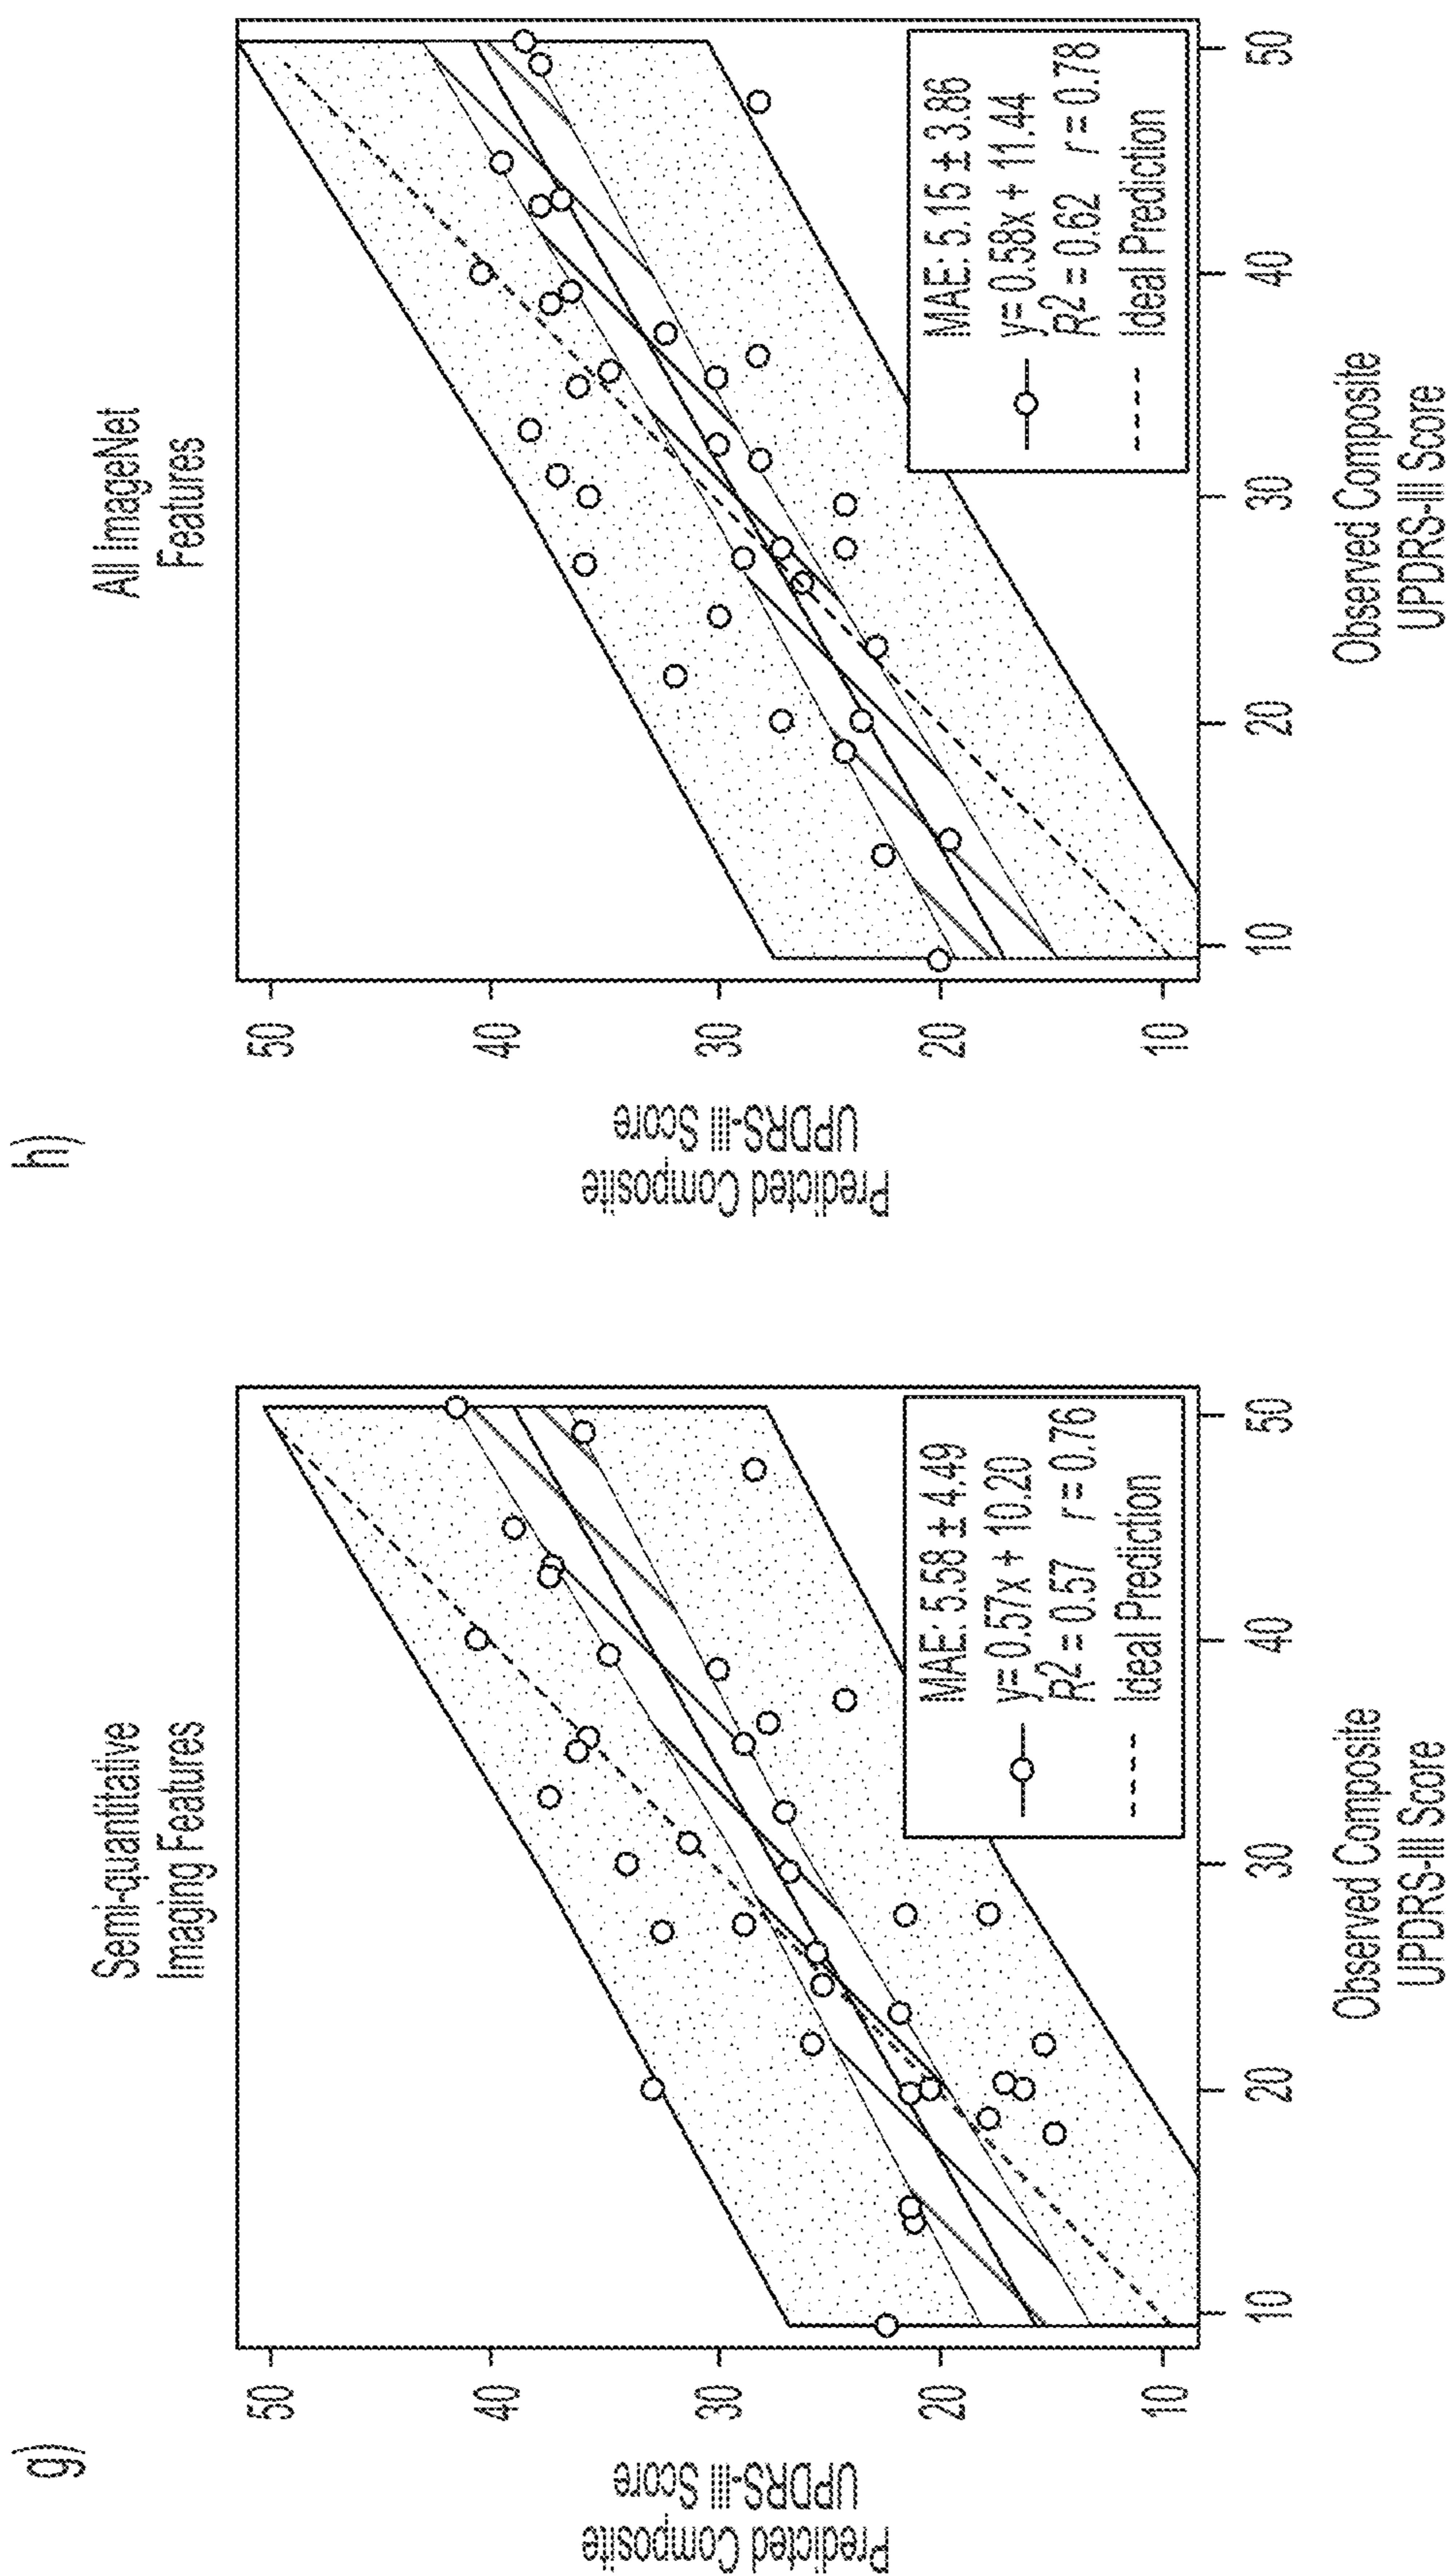 g)
Semi-quantitative
Imaging Features
Predicted Composite
UPDRS-III Score
50
40
30
20
10
MAE: 5.58 ± 4.49
y= 0.57x + 10.20
R2 = 0.57 r = 0.76
Ideal Prediction
10
20
30
40
50
Observed Composite
UPDRS-III Score
h)
All ImageNet
Features
Predicted Composite
UPDRS-III Score
50
40
30
20
10
MAE: 5.15 ± 3.86
y= 0.58x + 11.44
R2 = 0.62 r = 0.78
Ideal Prediction
10
20
30
40
50
Observed Composite
UPDRS-III Score